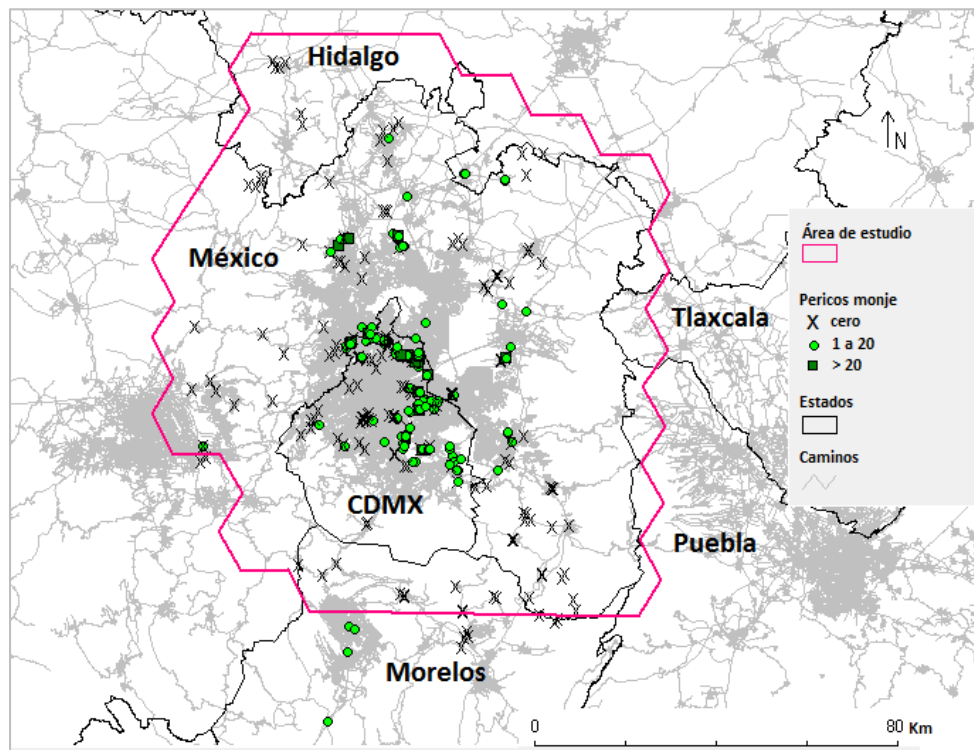 Hidalgo
N
México
Área de estudio
Tlaxcala
Pericos monje
cero
1 a 20
> 20
Estados
Caminos
CDMX
Puebla
Morelos
0 80 Km